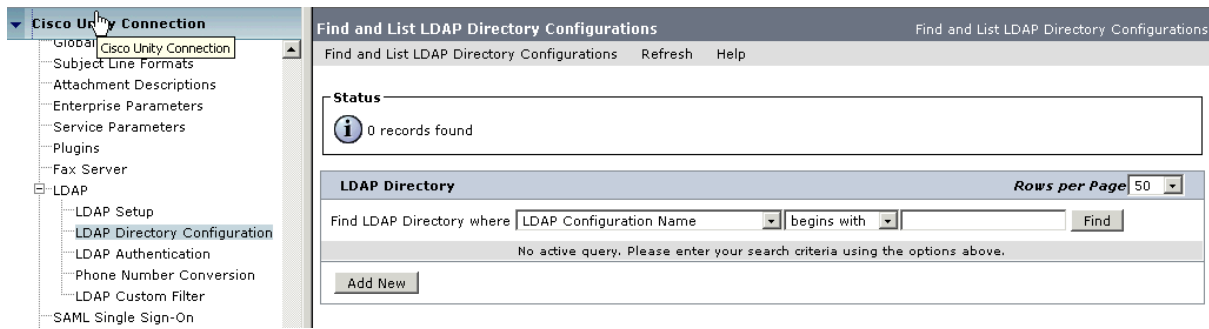 Cisco Unity Connection
Cisco Unity Connection
Global
Subject Line Formats
Attachment Descriptions
Enterprise Parameters
Service Parameters
Plugins
Fax Server
LDAP
LDAP Setup
LDAP Directory Configuration
LDAP Authentication
Phone Number Conversion
LDAP Custom Filter
SAML Single Sign-On
Find and List LDAP Directory Configurations
Find and List LDAP Directory Configurations
Find and List LDAP Directory Configurations Refresh Help
Status
0 records found
LDAP Directory Rows per Page 50
Find LDAP Directory where LDAP Configuration Name begins with Find
No active query. Please enter your search criteria using the options above.
Add New